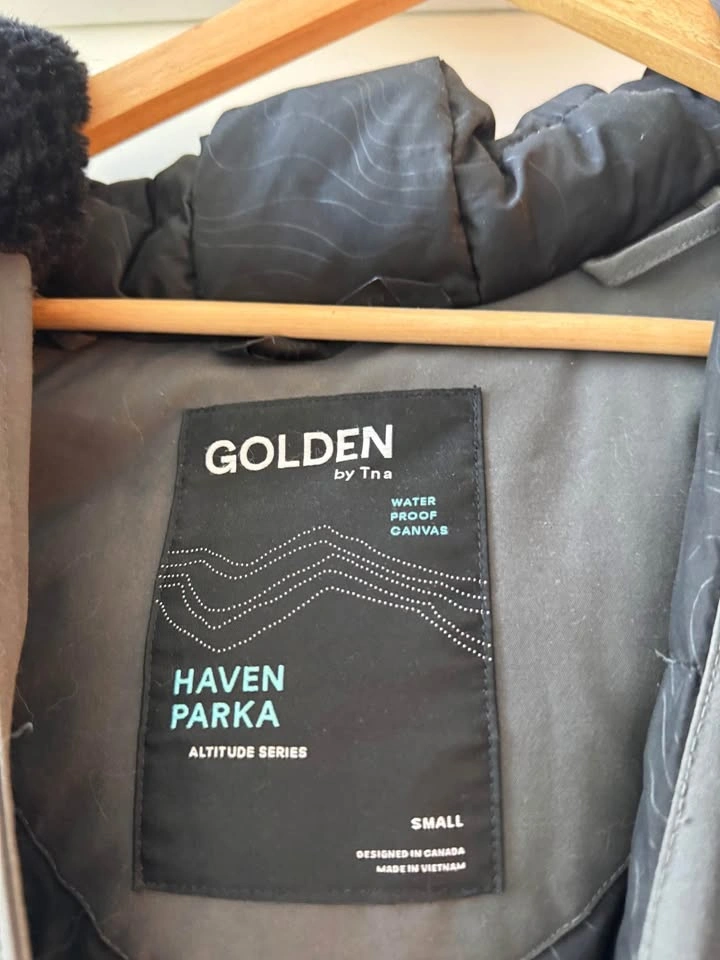 GOLDEN
by Tna
WATER
PROOF
CANVAS
HAVEN
PARKA
ALTITUDE SERIES
SMALL
DESIGNED IN CANADA
MADE IN VIETNAM